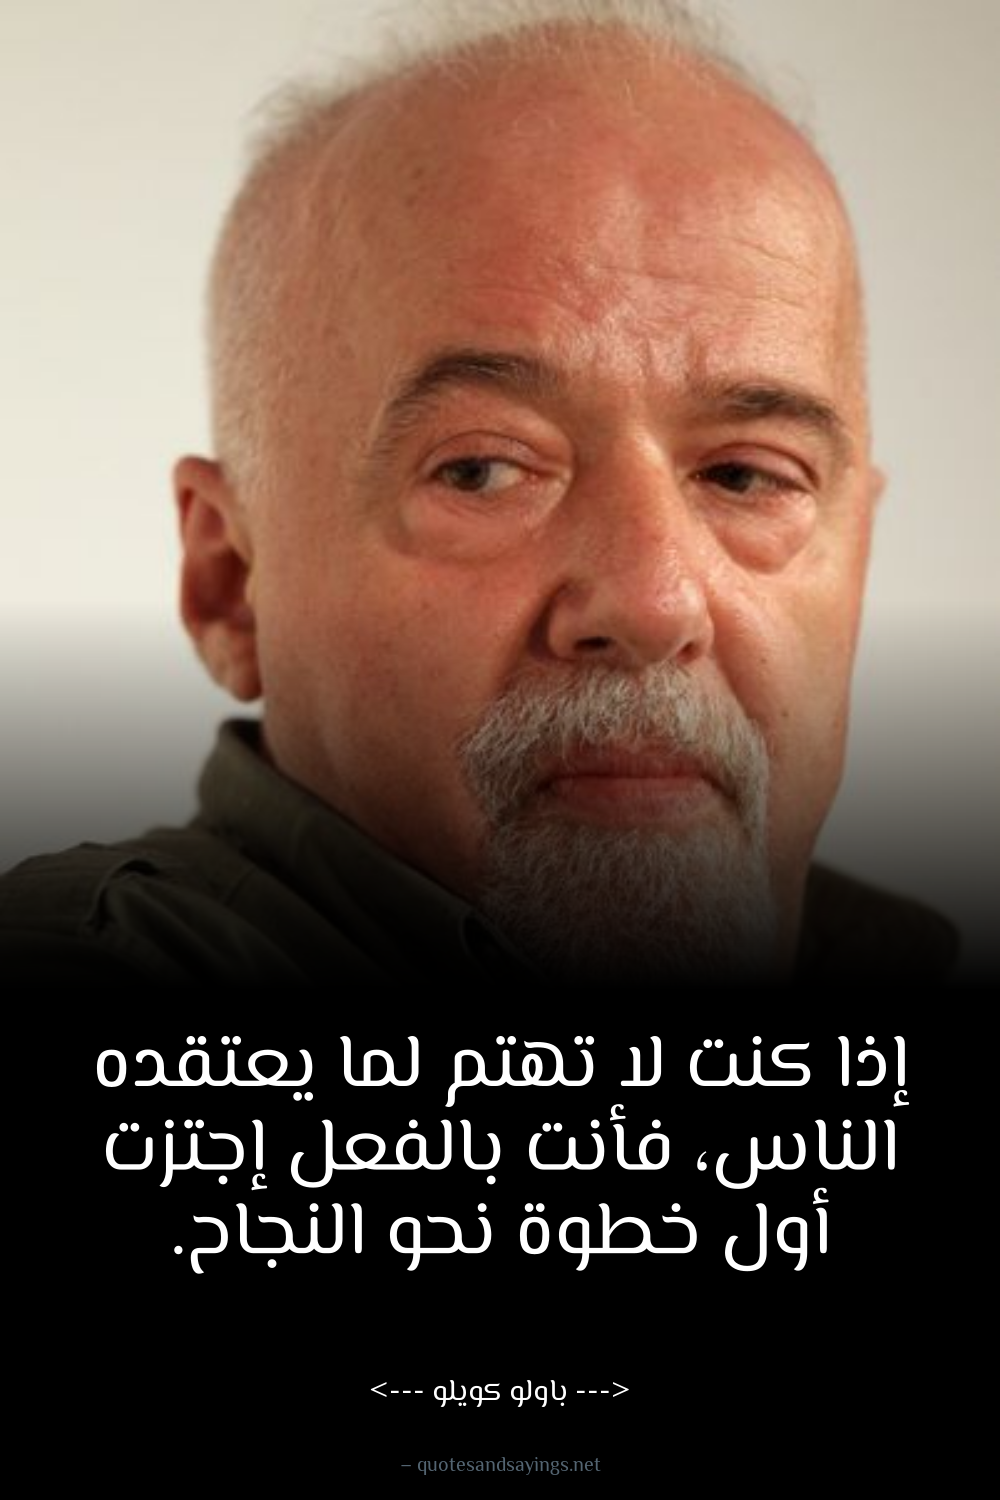 إذا كنت لا تهتم لما يعتقده
الناس، فأنت بالفعل إجتزت
أول خطوة نحو النجاح.
<--- باولو كويلو --->
– quotesandsayings.net